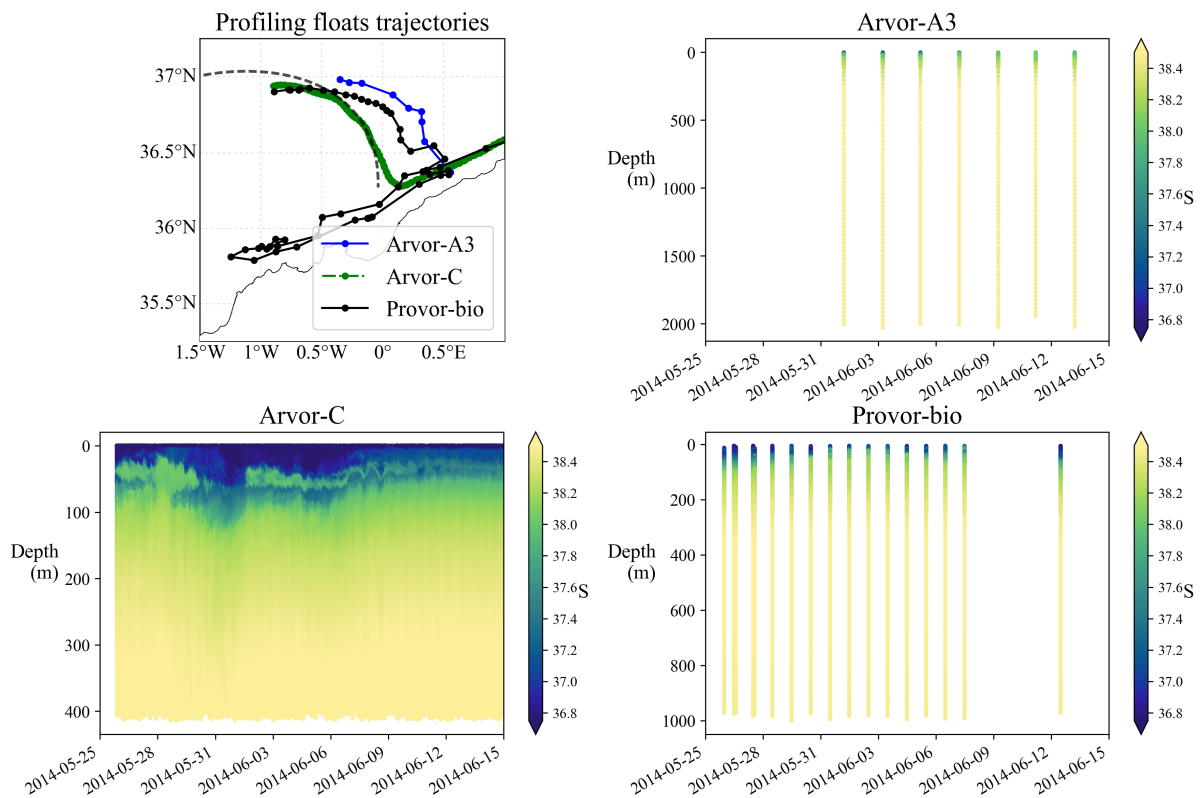 Profiling floats trajectories
37°N
36.5°N
36°N
35.5°N
1.5°W 1°W 0.5°W 0° 0.5°E
Arvor-A3
Arvor-C
Provor-bio
Arvor-A3
0
500
1000
1500
2000
Depth
(m)
2014-05-25 2014-05-28 2014-05-31 2014-06-03 2014-06-06 2014-06-09 2014-06-12 2014-06-15
38.4
38.2
38.0
37.8
37.6
37.4
37.2
37.0
36.8
S
Arvor-C
0
100
200
300
400
Depth
(m)
2014-05-25 2014-05-28 2014-05-31 2014-06-03 2014-06-06 2014-06-09 2014-06-12 2014-06-15
38.4
38.2
38.0
37.8
37.6
37.4
37.2
37.0
36.8
S
Provor-bio
0
200
400
600
800
1000
Depth
(m)
2014-05-25 2014-05-28 2014-05-31 2014-06-03 2014-06-06 2014-06-09 2014-06-12 2014-06-15
38.4
38.2
38.0
37.8
37.6
37.4
37.2
37.0
36.8
S